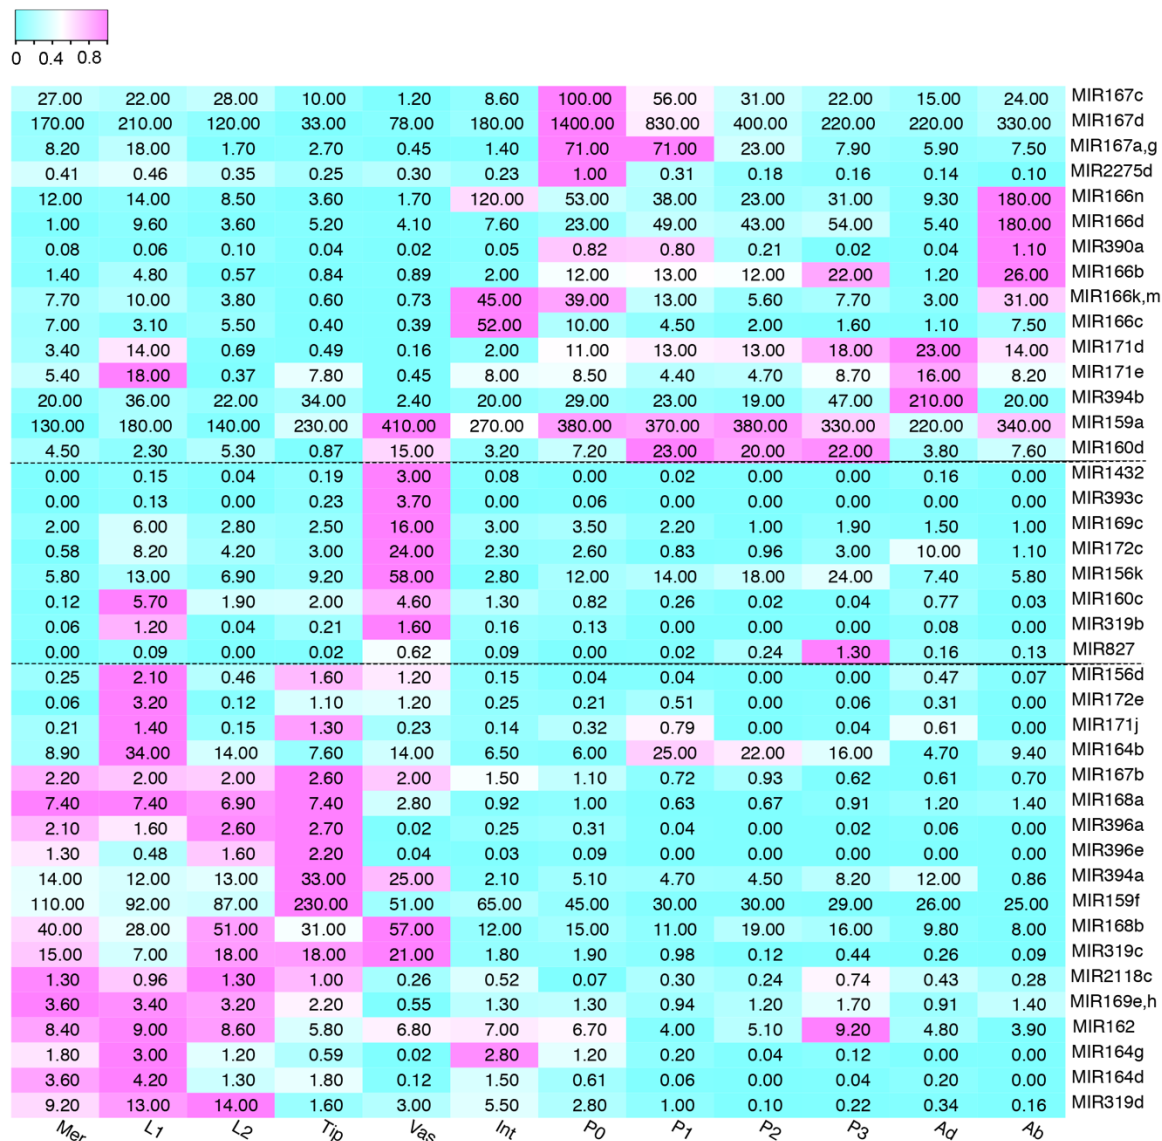 0 0.4 0.8
27.00 22.00 28.00 10.00 1.20 8.60 100.00 56.00 31.00 22.00 15.00 24.00 MIR167c
170.00 210.00 120.00 33.00 78.00 180.00 1400.00 830.00 400.00 220.00 220.00 330.00 MIR167d
8.20 18.00 1.70 2.70 0.45 1.40 71.00 71.00 23.00 7.90 5.90 7.50 MIR167a,g
0.41 0.46 0.35 0.25 0.30 0.23 1.00 0.31 0.18 0.16 0.14 0.10 MIR2275d
12.00 14.00 8.50 3.60 1.70 120.00 53.00 38.00 23.00 31.00 9.30 180.00 MIR166n
1.00 9.60 3.60 5.20 4.10 7.60 23.00 49.00 43.00 54.00 5.40 180.00 MIR166d
0.08 0.06 0.10 0.04 0.02 0.05 0.82 0.80 0.21 0.02 0.04 1.10 MIR390a
1.40 4.80 0.57 0.84 0.89 2.00 12.00 13.00 12.00 22.00 1.20 26.00 MIR166b
7.70 10.00 3.80 0.60 0.73 45.00 39.00 13.00 5.60 7.70 3.00 31.00 MIR166k,m
7.00 3.10 5.50 0.40 0.39 52.00 10.00 4.50 2.00 1.60 1.10 7.50 MIR166c
3.40 14.00 0.69 0.49 0.16 2.00 11.00 13.00 13.00 18.00 23.00 14.00 MIR171d
5.40 18.00 0.37 7.80 0.45 8.00 8.50 4.40 4.70 8.70 16.00 8.20 MIR171e
20.00 36.00 22.00 34.00 2.40 20.00 29.00 23.00 19.00 47.00 210.00 20.00 MIR394b
130.00 180.00 140.00 230.00 410.00 270.00 380.00 370.00 380.00 330.00 220.00 340.00 MIR159a
4.50 2.30 5.30 0.87 15.00 3.20 7.20 23.00 20.00 22.00 3.80 7.60 MIR160d
0.00 0.15 0.04 0.19 3.00 0.08 0.00 0.02 0.00 0.00 0.16 0.00 MIR1432
0.00 0.13 0.00 0.23 3.70 0.00 0.06 0.00 0.00 0.00 0.00 0.00 MIR393c
2.00 6.00 2.80 2.50 16.00 3.00 3.50 2.20 1.00 1.90 1.50 1.00 MIR169c
0.58 8.20 4.20 3.00 24.00 2.30 2.60 0.83 0.96 3.00 10.00 1.10 MIR172c
5.80 13.00 6.90 9.20 58.00 2.80 12.00 14.00 18.00 24.00 7.40 5.80 MIR156k
0.12 5.70 1.90 2.00 4.60 1.30 0.82 0.26 0.02 0.04 0.77 0.03 MIR160c
0.06 1.20 0.04 0.21 1.60 0.16 0.13 0.00 0.00 0.00 0.08 0.00 MIR319b
0.00 0.09 0.00 0.02 0.62 0.09 0.00 0.02 0.24 1.30 0.16 0.13 MIR827
0.25 2.10 0.46 1.60 1.20 0.15 0.04 0.04 0.00 0.00 0.47 0.07 MIR156d
0.06 3.20 0.12 1.10 1.20 0.25 0.21 0.51 0.00 0.06 0.31 0.00 MIR172e
0.21 1.40 0.15 1.30 0.23 0.14 0.32 0.79 0.00 0.04 0.61 0.00 MIR171j
8.90 34.00 14.00 7.60 14.00 6.50 6.00 25.00 22.00 16.00 4.70 9.40 MIR164b
2.20 2.00 2.00 2.60 2.00 1.50 1.10 0.72 0.93 0.62 0.61 0.70 MIR167b
7.40 7.40 6.90 7.40 2.80 0.92 1.00 0.63 0.67 0.91 1.20 1.40 MIR168a
2.10 1.60 2.60 2.70 0.02 0.25 0.31 0.04 0.00 0.02 0.06 0.00 MIR396a
1.30 0.48 1.60 2.20 0.04 0.03 0.09 0.00 0.00 0.00 0.00 0.00 MIR396e
14.00 12.00 13.00 33.00 25.00 2.10 5.10 4.70 4.50 8.20 12.00 0.86 MIR394a
110.00 92.00 87.00 230.00 51.00 65.00 45.00 30.00 30.00 29.00 26.00 25.00 MIR159f
40.00 28.00 51.00 31.00 57.00 12.00 15.00 11.00 19.00 16.00 9.80 8.00 MIR168b
15.00 7.00 18.00 18.00 21.00 1.80 1.90 0.98 0.12 0.44 0.26 0.09 MIR319c
1.30 0.96 1.30 1.00 0.26 0.52 0.07 0.30 0.24 0.74 0.43 0.28 MIR2118c
3.60 3.40 3.20 2.20 0.55 1.30 1.30 0.94 1.20 1.70 0.91 1.40 MIR169e,h
8.40 9.00 8.60 5.80 6.80 7.00 6.70 4.00 5.10 9.20 4.80 3.90 MIR162
1.80 3.00 1.20 0.59 0.02 2.80 1.20 0.20 0.04 0.12 0.00 0.00 MIR164g
3.60 4.20 1.30 1.80 0.12 1.50 0.61 0.06 0.00 0.04 0.20 0.00 MIR164d
9.20 13.00 14.00 1.60 3.00 5.50 2.80 1.00 0.10 0.22 0.34 0.16 MIR319d
Mer L1 L2 Tip Vas Int P0 P1 P2 P3 Ad Ab